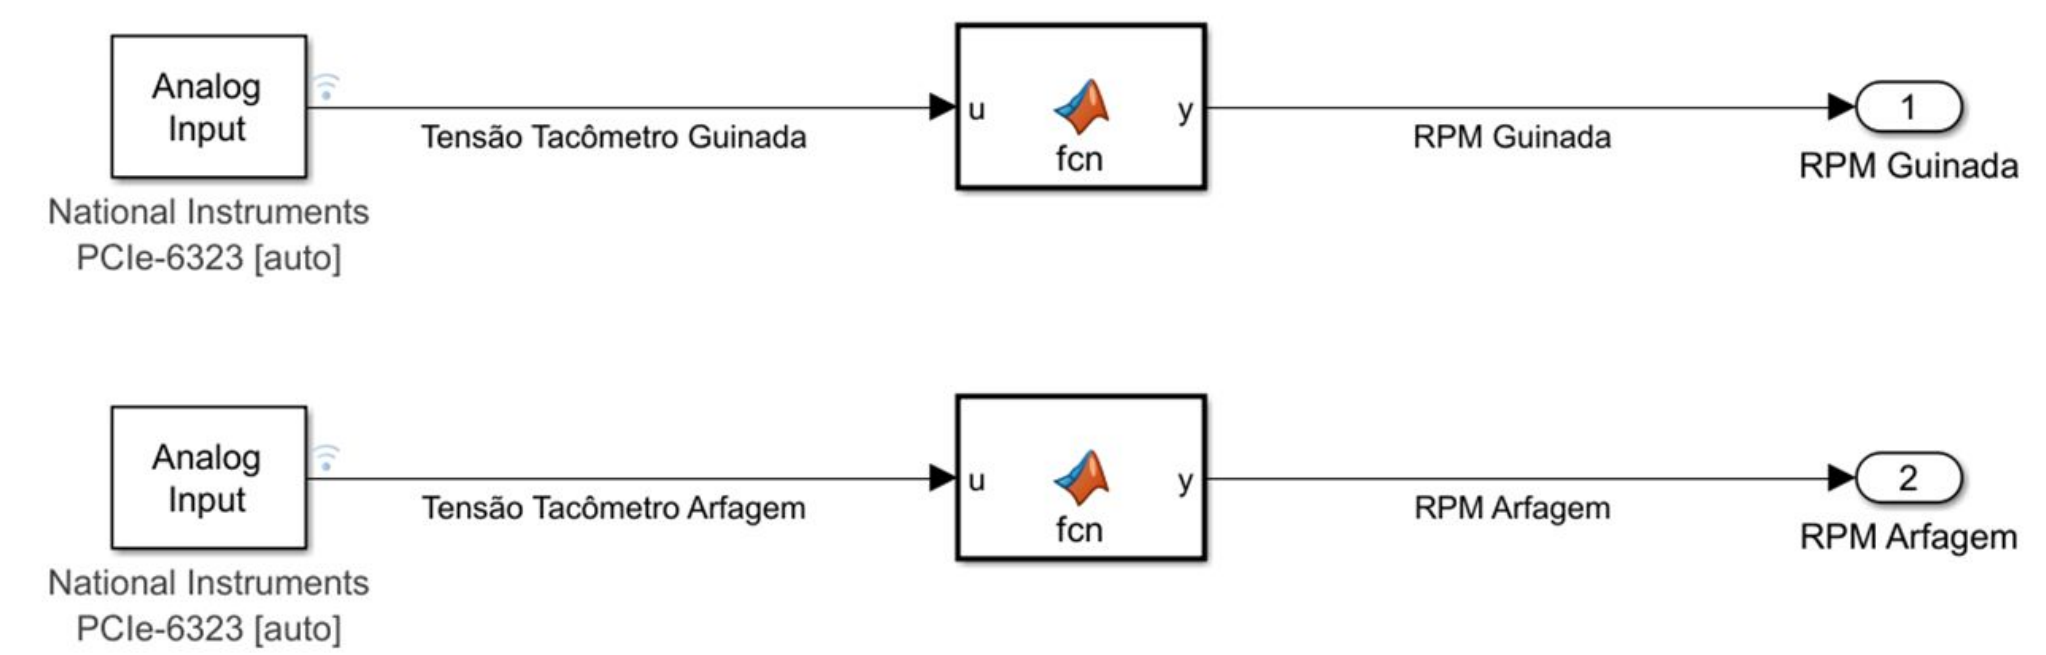 Analog
Input
National Instruments
PCIe-6323 [auto]
Tensão Tacômetro Guinada
u
fcn
y
RPM Guinada
1
RPM Guinada
Analog
Input
National Instruments
PCIe-6323 [auto]
Tensão Tacômetro Arfagem
u
fcn
y
RPM Arfagem
2
RPM Arfagem